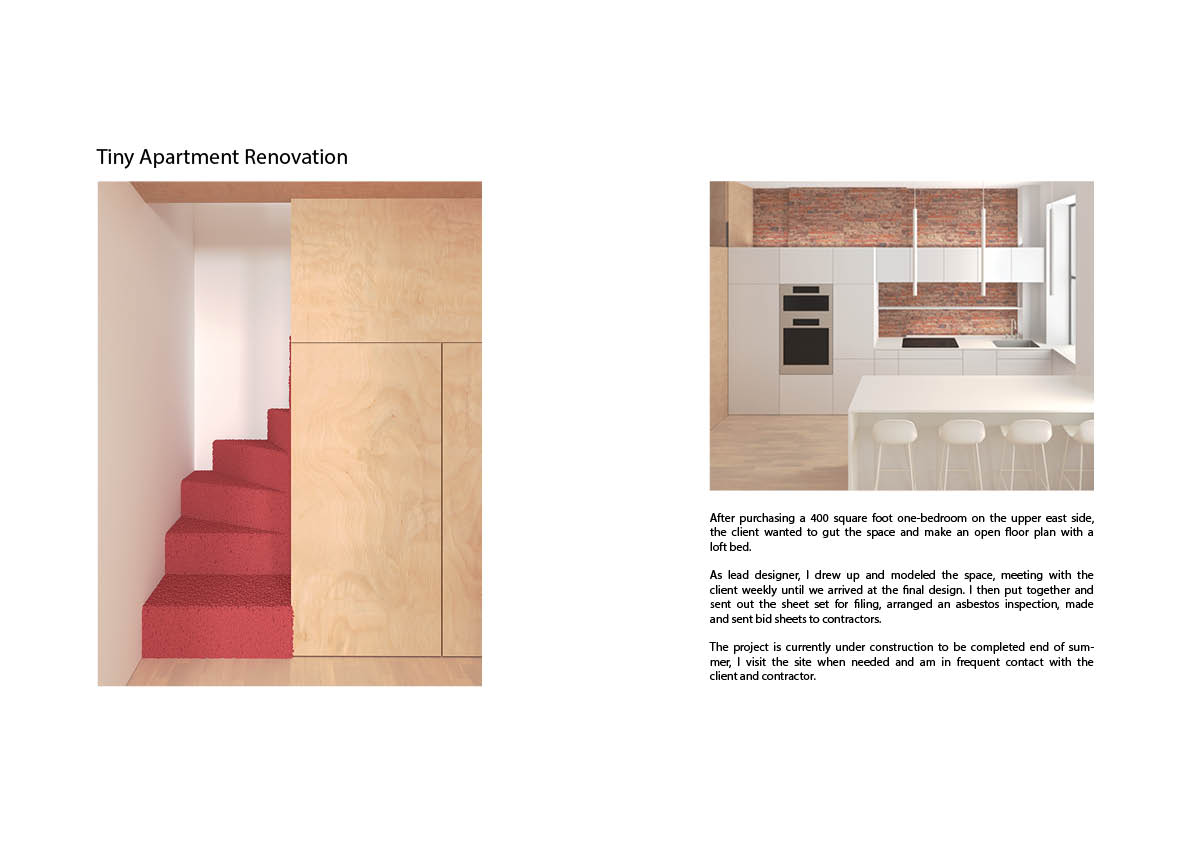 Tiny Apartment Renovation
After purchasing a 400 square foot one-bedroom on the upper east side,
the client wanted to gut the space and make an open floor plan with a
loft bed.
As lead designer, I drew up and modeled the space, meeting with the
client weekly until we arrived at the final design. I then put together and
sent out the sheet set for filing, arranged an asbestos inspection, made
and sent bid sheets to contractors.
The project is currently under construction to be completed end of sum-
mer, I visit the site when needed and am in frequent contact with the
client and contractor.